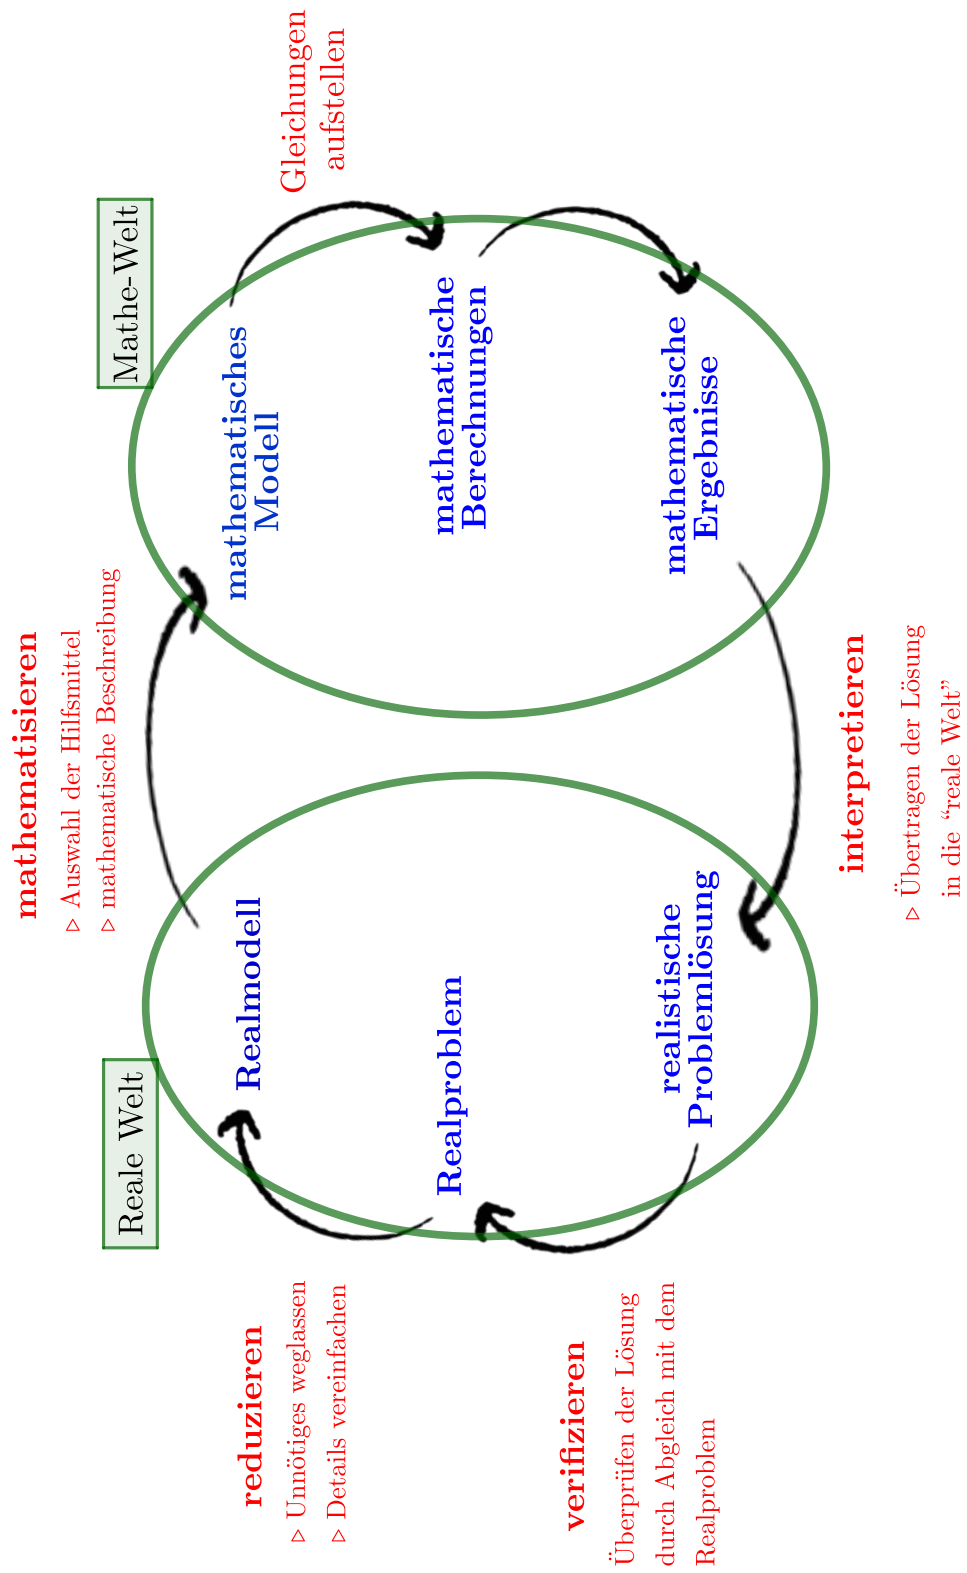 mathematisieren
▷ Auswahl der Hilfsmittel
▷ mathematische Beschreibung
Reale Welt
Mathe-Welt
reduzieren
▷ Unnötiges weglassen
▷ Details vereinfachen
Realmodell
mathematisches
Modell
Gleichungen
aufstellen
Realproblem
mathematische
Berechnungen
verifizieren
Überprüfen der Lösung
durch Abgleich mit dem
Realproblem
realistische
Problemlösung
mathematische
Ergebnisse
interpretieren
▷ Übertragen der Lösung
in die “reale Welt”